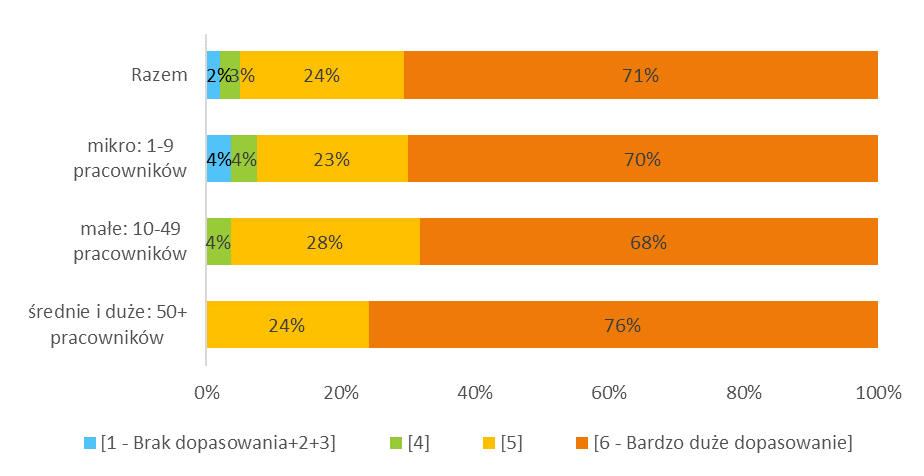 Razem
2%
3%
24%
71%
mikro: 1-9
pracowników
4%
4%
23%
70%
małe: 10-49
pracowników
4%
28%
68%
średnie i duże: 50+
pracowników
24%
76%
0%
20%
40%
60%
80%
100%
[1 - Brak dopasowania+2+3]
[4]
[5]
[6 - Bardzo duże dopasowanie]